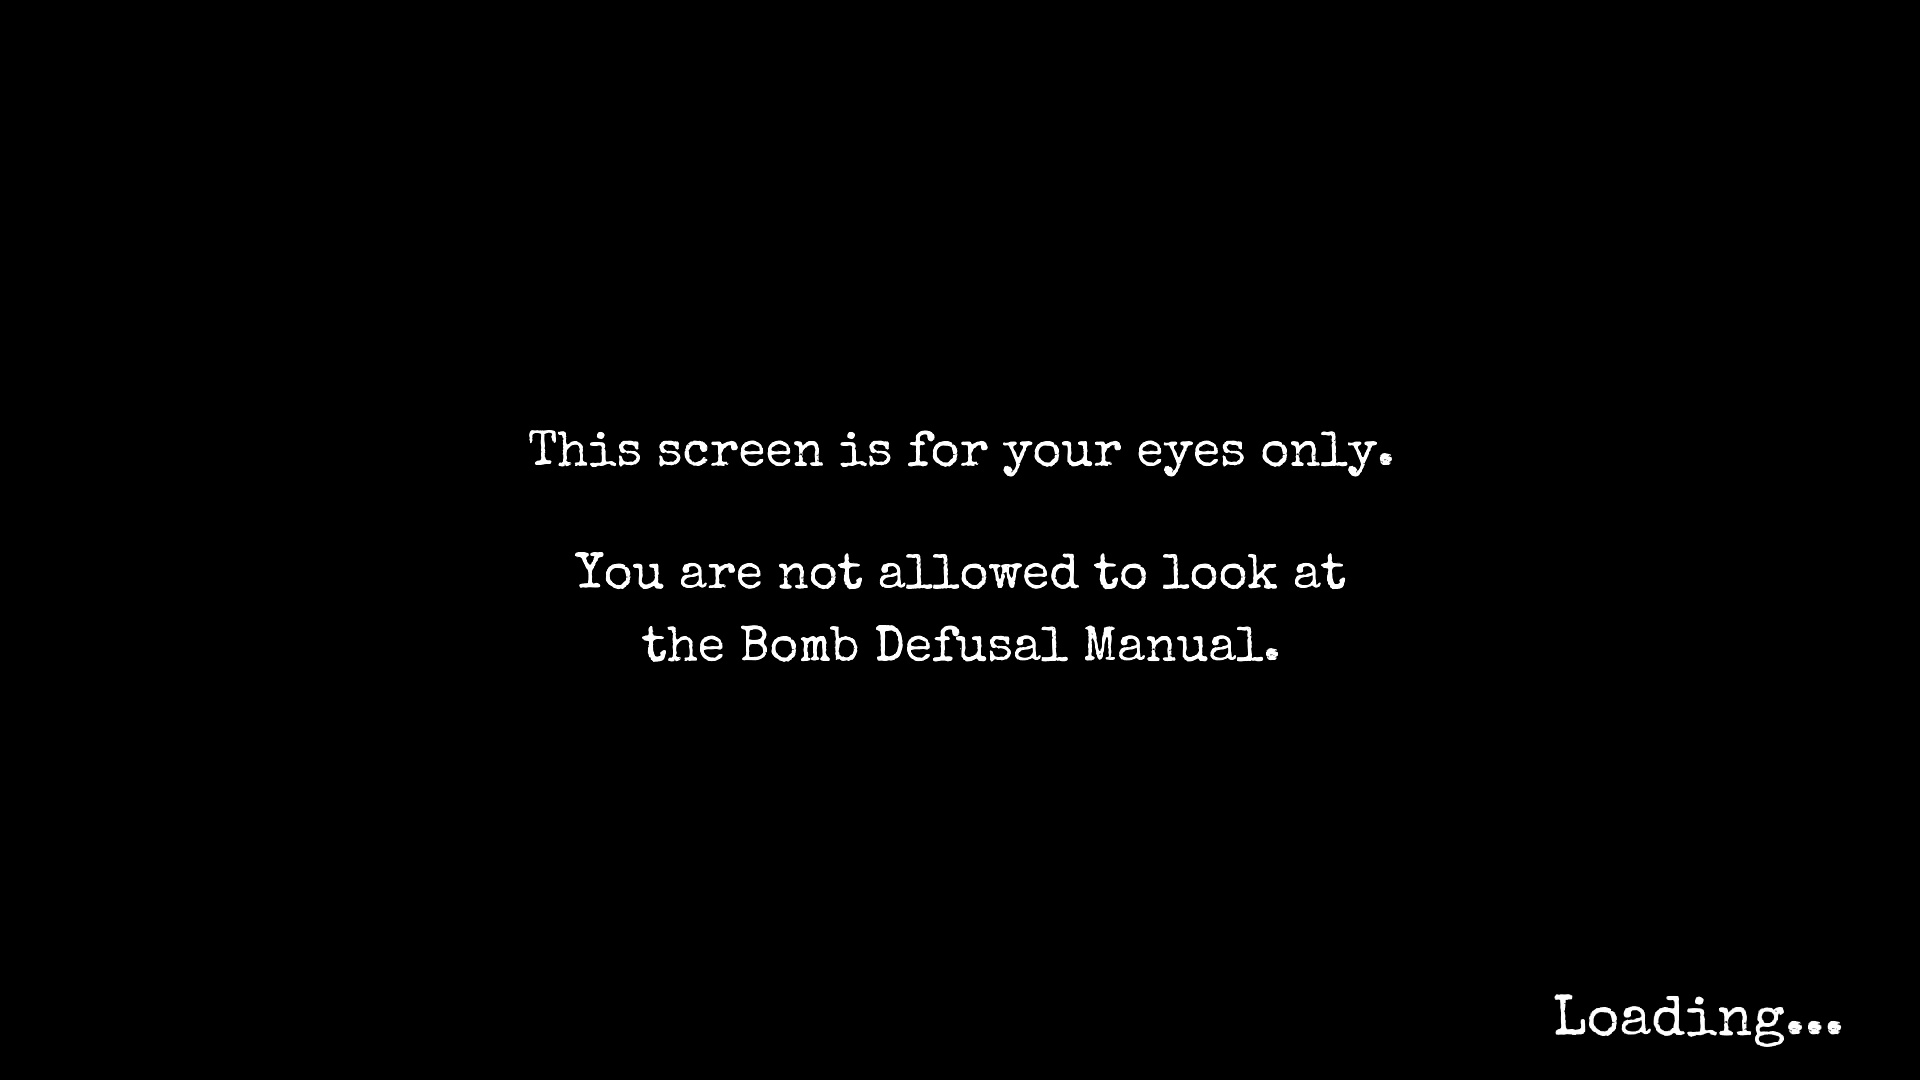 This screen is for your eyes only.
You are not allowed to look at
the Bomb Defusal Manual.
Loading...